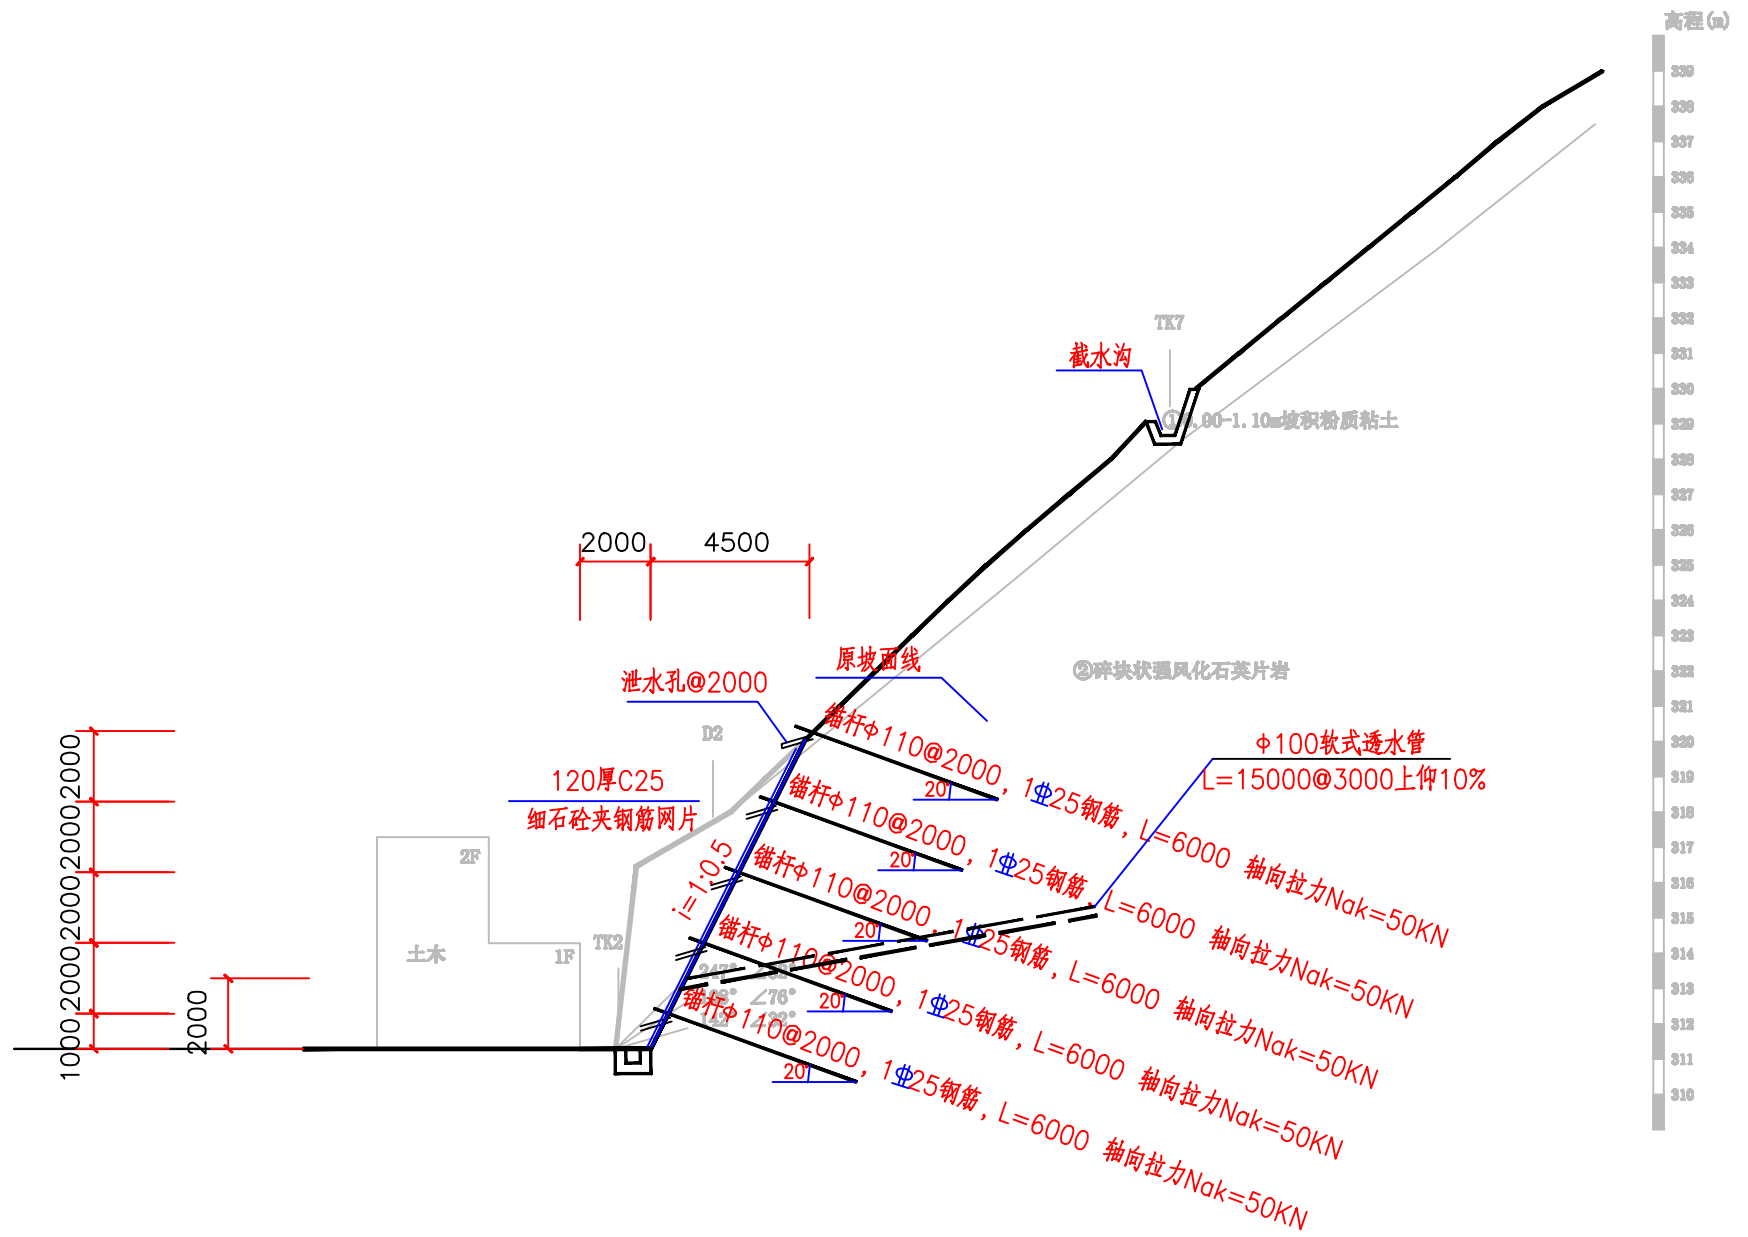 高程(m)
339
338
337
336
335
334
333
332
331
330
329
328
327
326
325
324
323
322
321
320
319
318
317
316
315
314
313
312
311
310
TK7
截水沟
1.10m坡积粉质粘土
2000
4500
原坡面线
②碎块状强风化石英片岩
泄水孔@2000
D2
120厚C25
细石砼夹钢筋网片
φ100软式透水管
L=15000@3000上仰10%
i=1:0.5
锚杆φ110@2000, 1⌽25钢筋, L=6000 轴向拉力Nak=50KN
20°
锚杆φ110@2000, 1⌽25钢筋, L=6000 轴向拉力Nak=50KN
20°
锚杆φ110@2000, 1⌽25钢筋, L=6000 轴向拉力Nak=50KN
20°
锚杆φ110@2000, 1⌽25钢筋, L=6000 轴向拉力Nak=50KN
20°
锚杆φ110@2000, 1⌽25钢筋, L=6000 轴向拉力Nak=50KN
20°
2F
土木
1F
TK2
∠76°
2000
2000
2000
2000
1000
2000